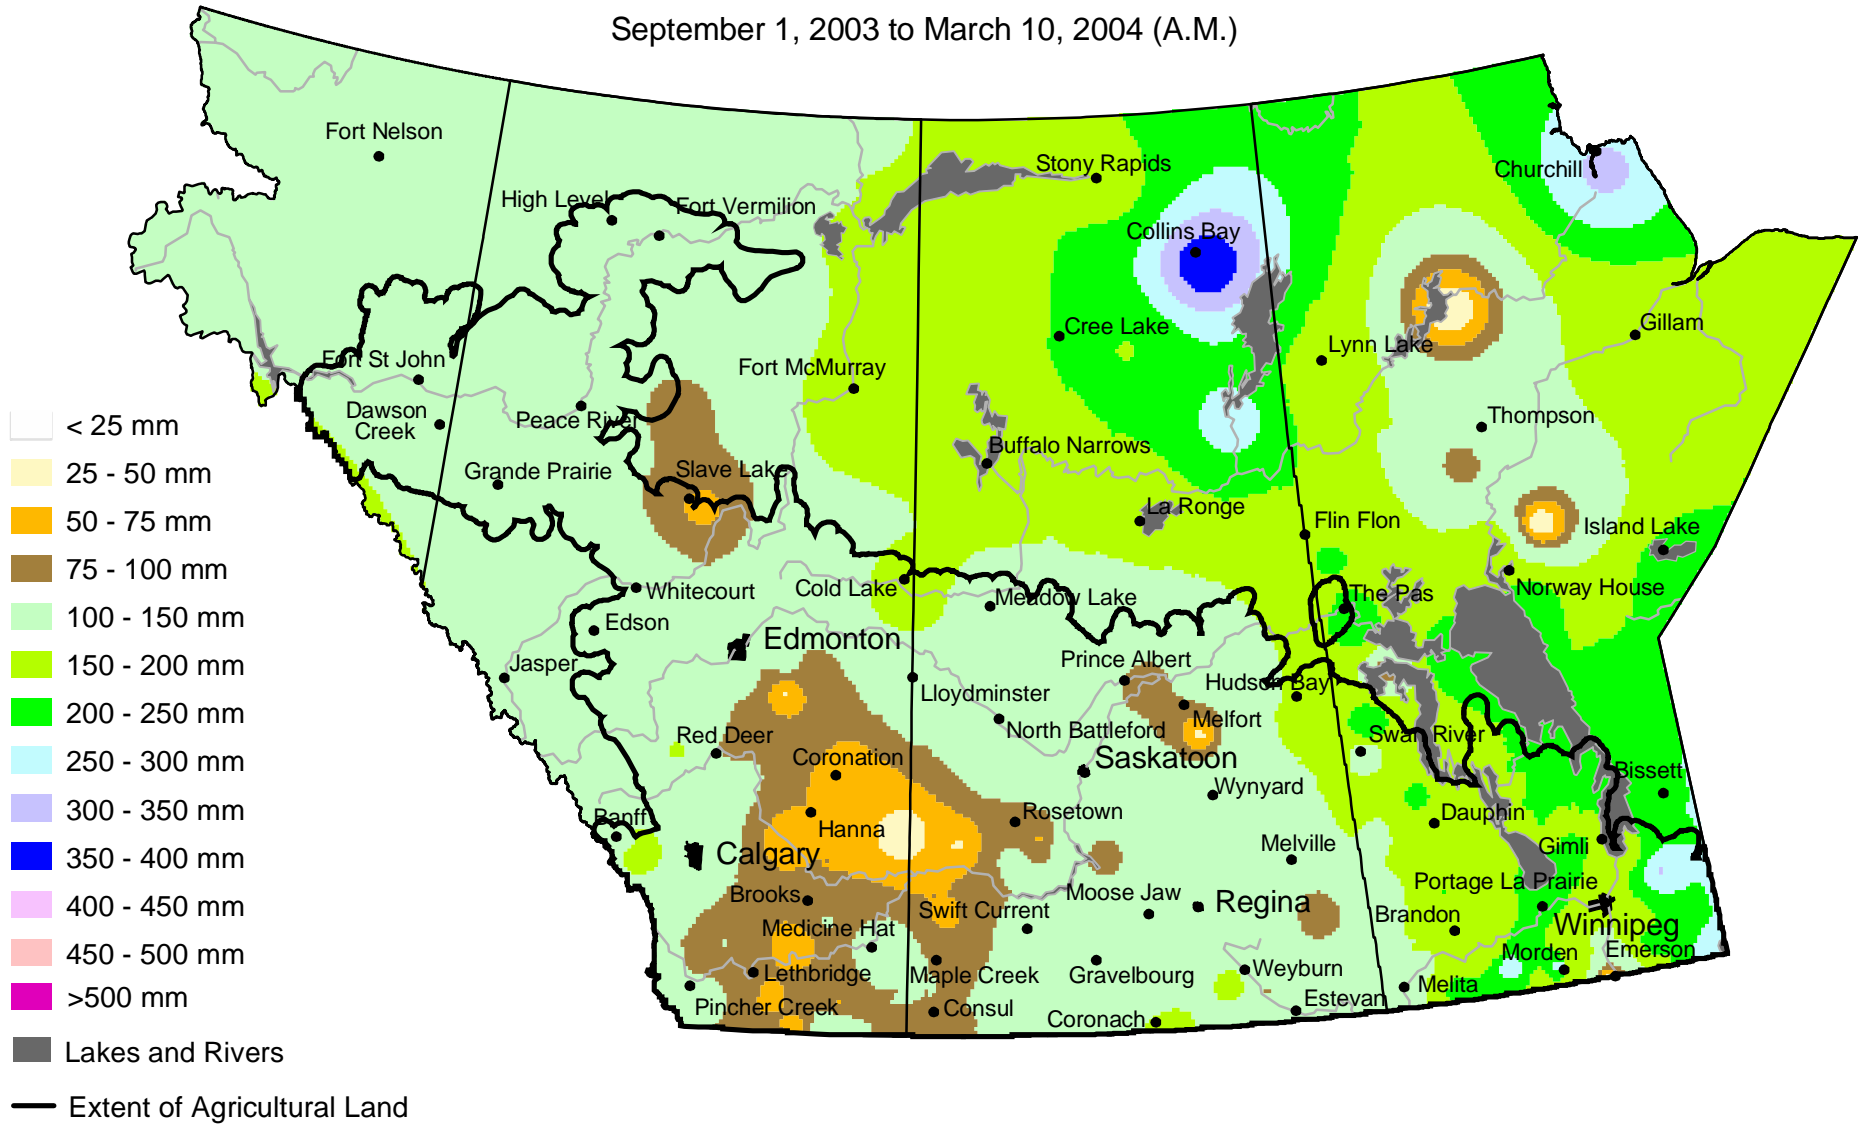 September 1, 2003 to March 10, 2004 (A.M.)
Fort Nelson
Stony Rapids
Churchill
High Level
Fort Vermilion
Collins Bay
Cree Lake
Gillam
Lynn Lake
Fort St John
Fort McMurray
Dawson
Creek
Peace River
Thompson
Buffalo Narrows
Grande Prairie
Slave Lake
La Ronge
Flin Flon
Island Lake
Whitecourt
Cold Lake
Meadow Lake
The Pas
Norway House
Edson
Edmonton
Jasper
Prince Albert
Lloydminster
Hudson Bay
North Battleford
Melfort
Red Deer
Coronation
Saskatoon
Swan River
Wynyard
Bissett
Banff
Hanna
Rosetown
Dauphin
Calgary
Melville
Gimli
Brooks
Moose Jaw
Portage La Prairie
Swift Current
Regina
Brandon
Medicine Hat
Winnipeg
Lethbridge
Maple Creek
Gravelbourg
Weyburn
Morden
Emerson
Pincher Creek
Consul
Coronach
Estevan
Melita
< 25 mm
25 - 50 mm
50 - 75 mm
75 - 100 mm
100 - 150 mm
150 - 200 mm
200 - 250 mm
250 - 300 mm
300 - 350 mm
350 - 400 mm
400 - 450 mm
450 - 500 mm
>500 mm
Lakes and Rivers
Extent of Agricultural Land